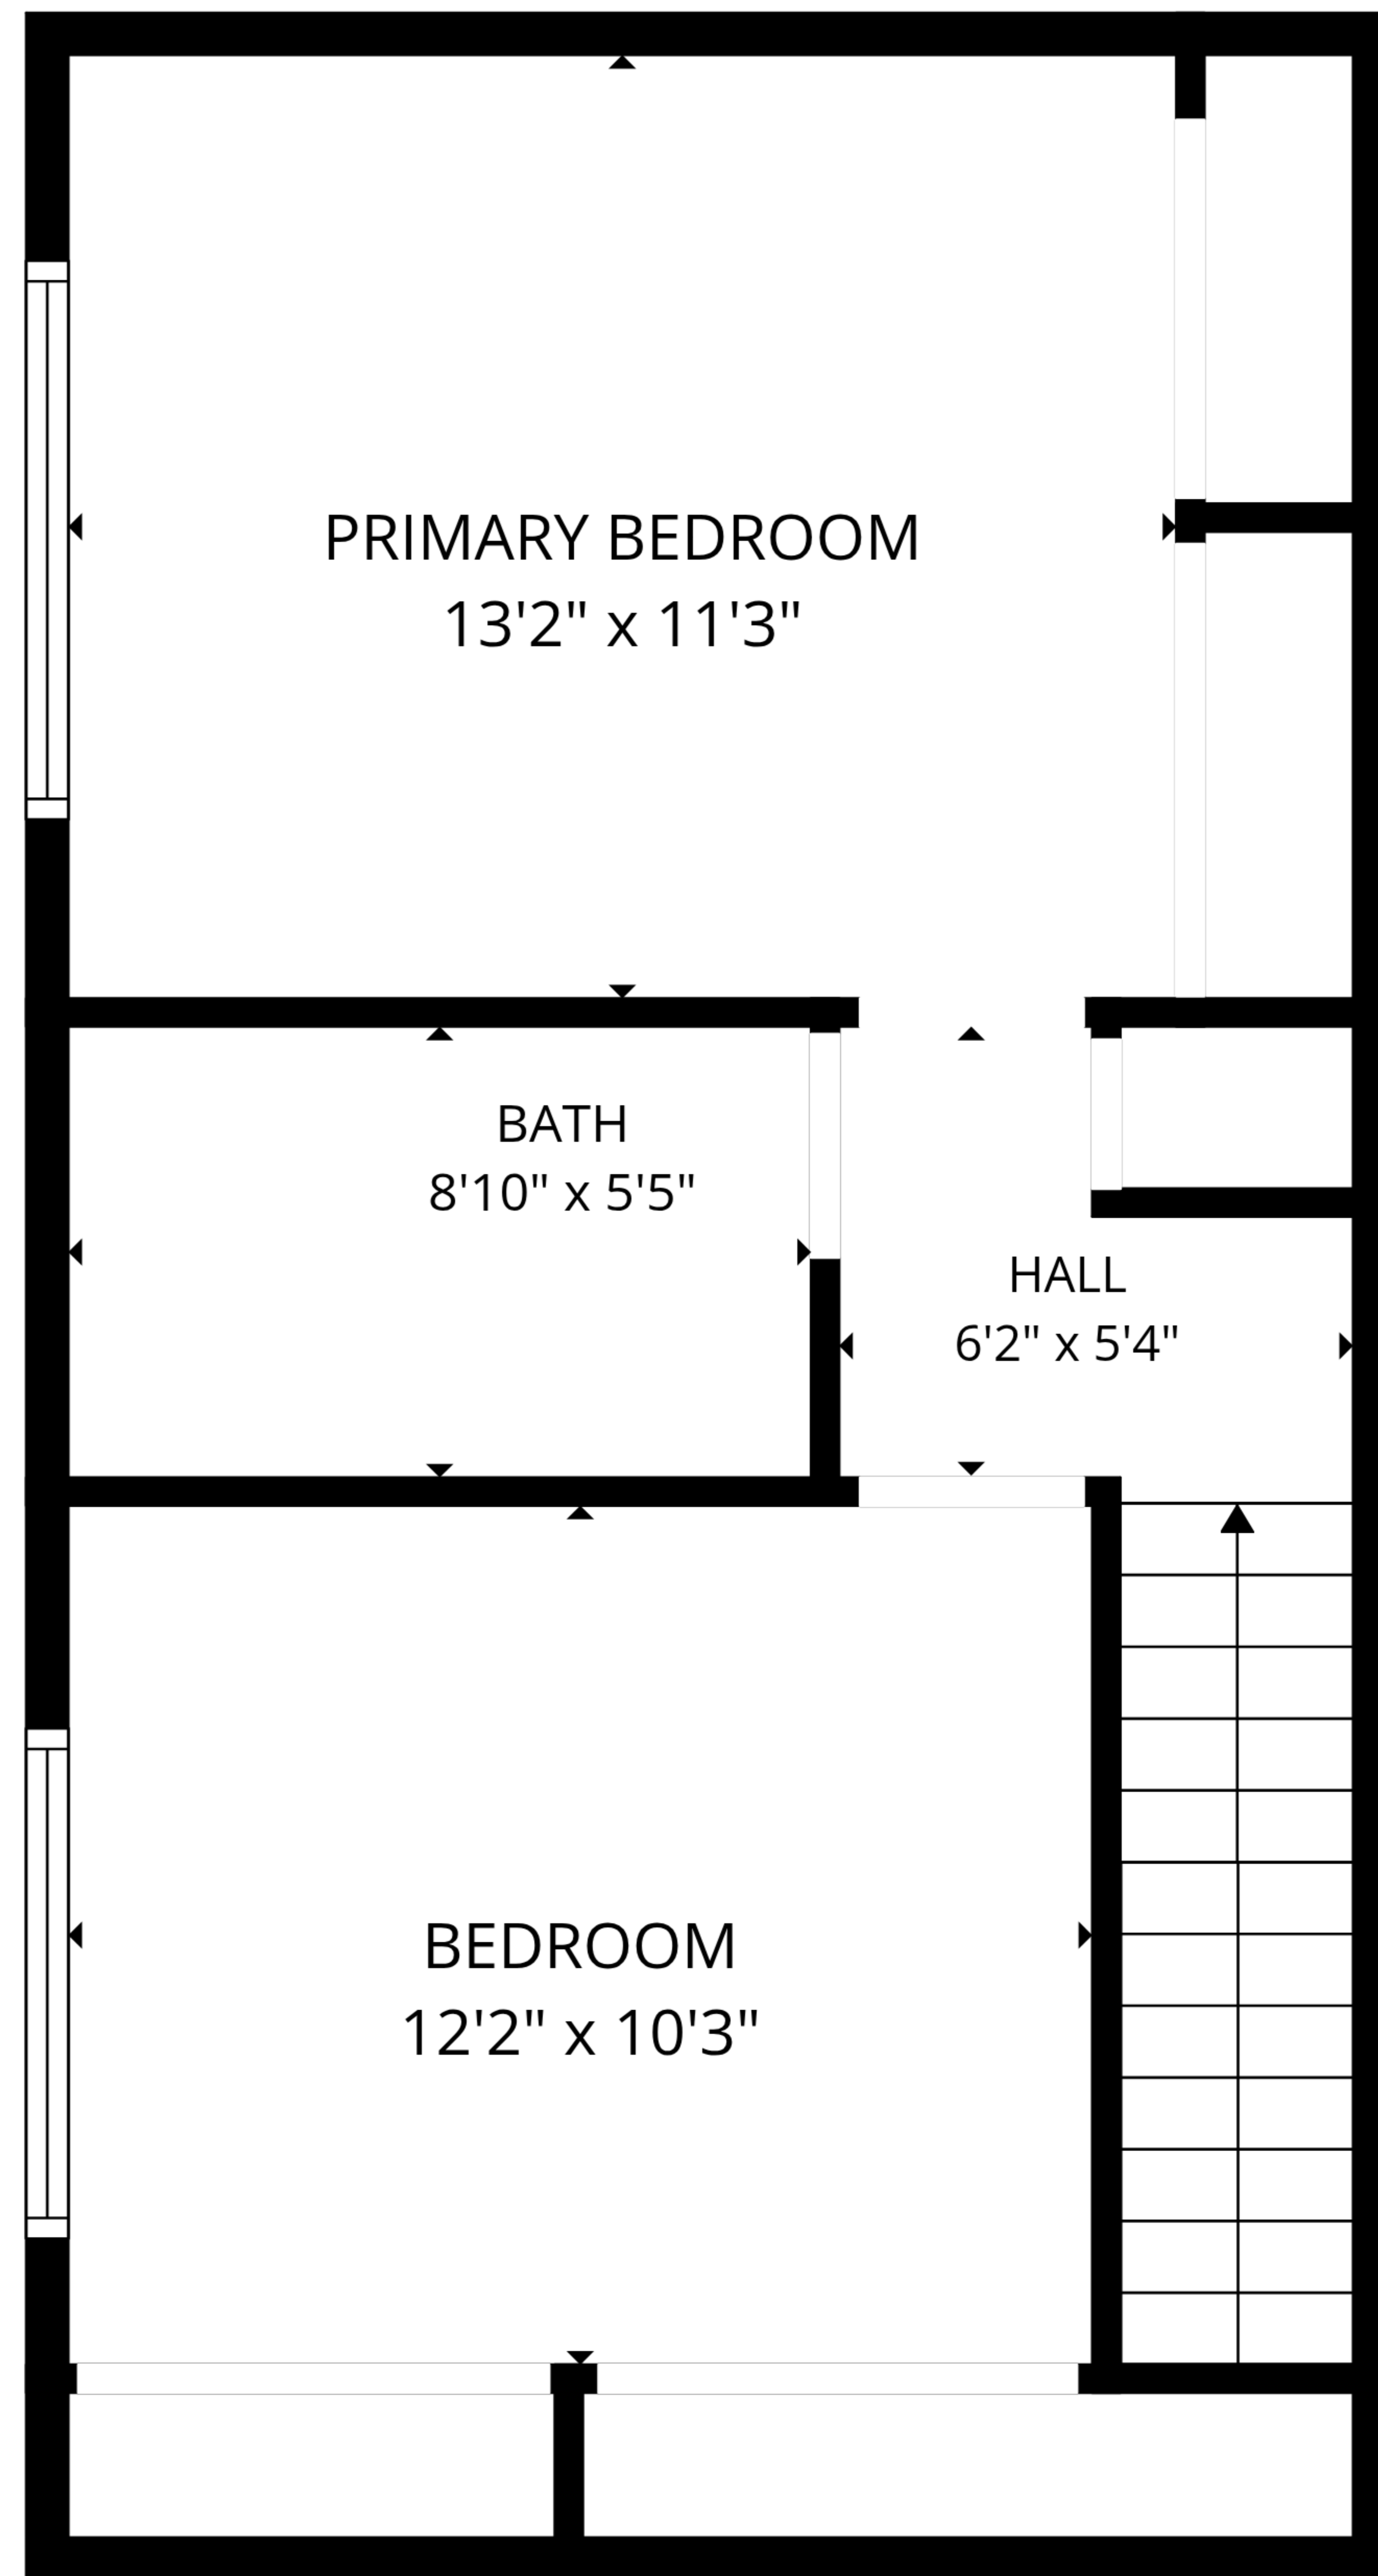 PRIMARY BEDROOM
13'2" x 11'3"
BATH
8'10" x 5'5"
HALL
6'2" x 5'4"
BEDROOM
12'2" x 10'3"